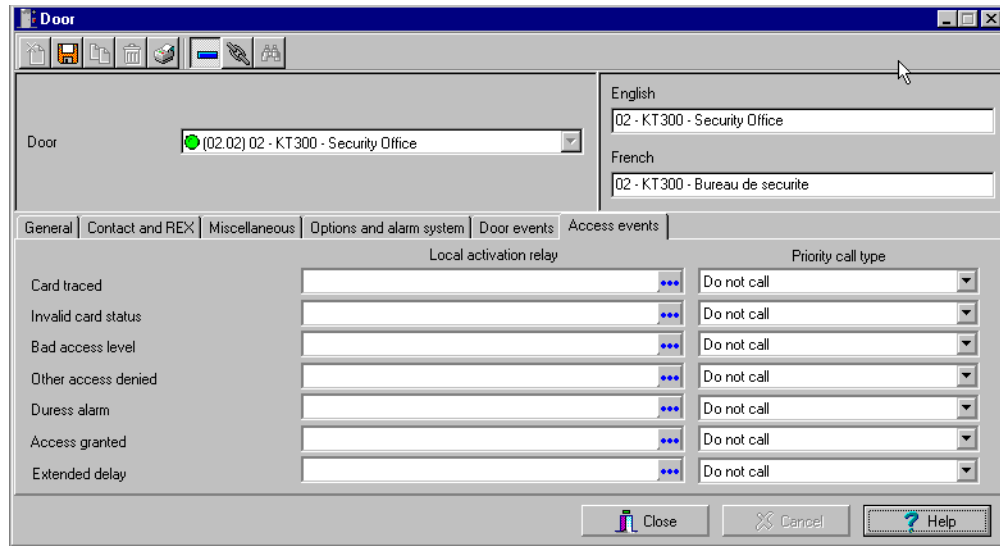 Door
English
02 - KT300 - Security Office
Door (02.02) 02 - KT300 - Security Office
French
02 - KT300 - Bureau de securite
General Contact and REX Miscellaneous Options and alarm system Door events Access events
Local activation relay Priority call type
Card traced Do not call
Invalid card status Do not call
Bad access level Do not call
Other access denied Do not call
Duress alarm Do not call
Access granted Do not call
Extended delay Do not call
Close Cancel Help